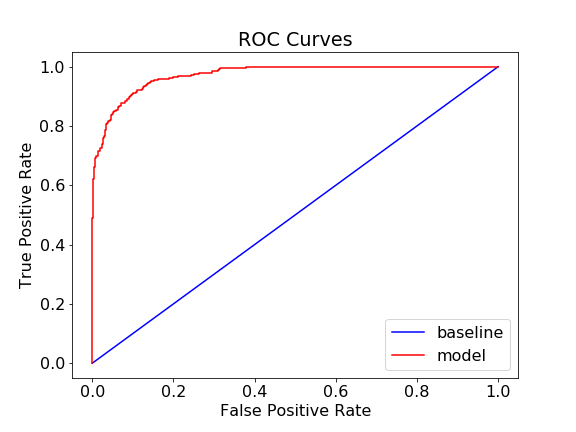 ROC Curves
1.0
0.8
0.6
0.4
0.2
0.0
True Positive Rate
0.0 0.2 0.4 0.6 0.8 1.0
False Positive Rate
baseline
model